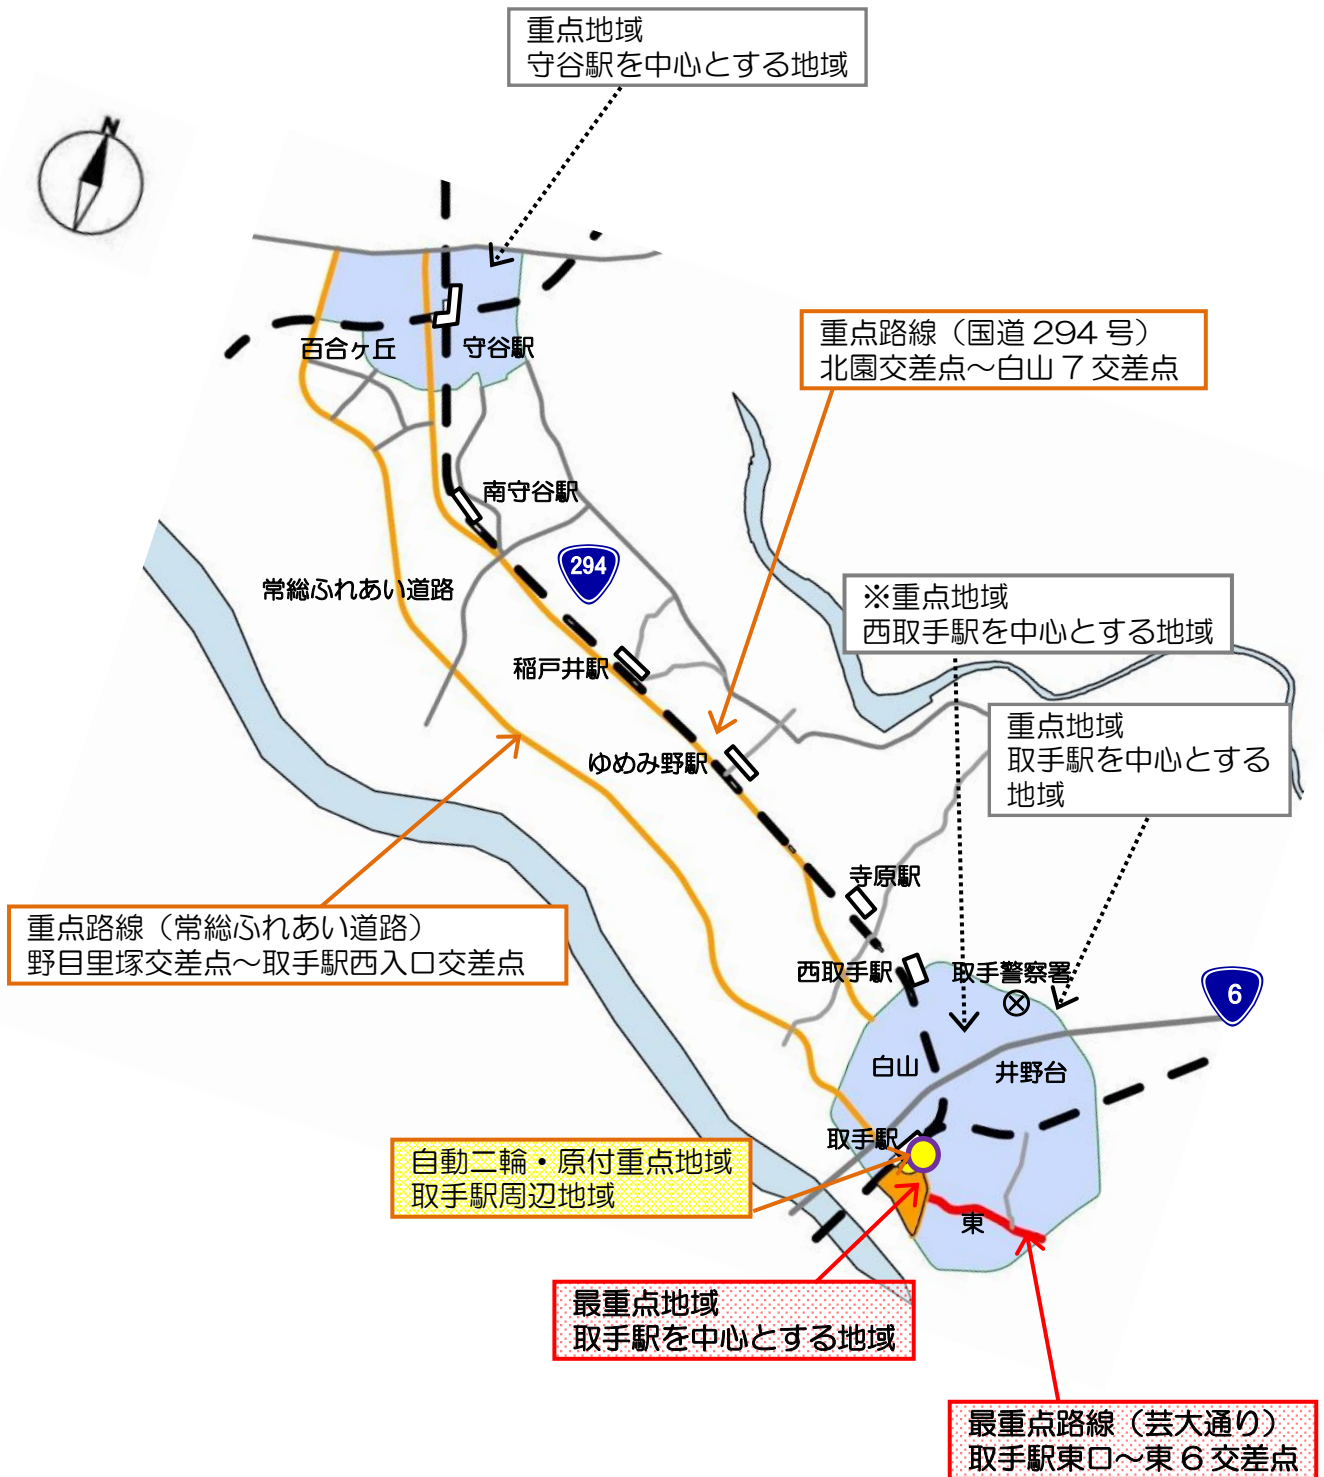 重点地域
守谷駅を中心とする地域
N
重点路線（国道294号）
北園交差点～白山7交差点
百合ヶ丘
守谷駅
南守谷駅
294
常総ふれあい道路
※重点地域
西取手駅を中心とする地域
稲戸井駅
重点地域
取手駅を中心とする
地域
ゆめみ野駅
寺原駅
重点路線（常総ふれあい道路）
野目里塚交差点～取手駅西入口交差点
西取手駅
取手警察署
6
白山
井野台
取手駅
自動二輪・原付重点地域
取手駅周辺地域
東
最重点地域
取手駅を中心とする地域
最重点路線（芸大通り）
取手駅東口～東6交差点